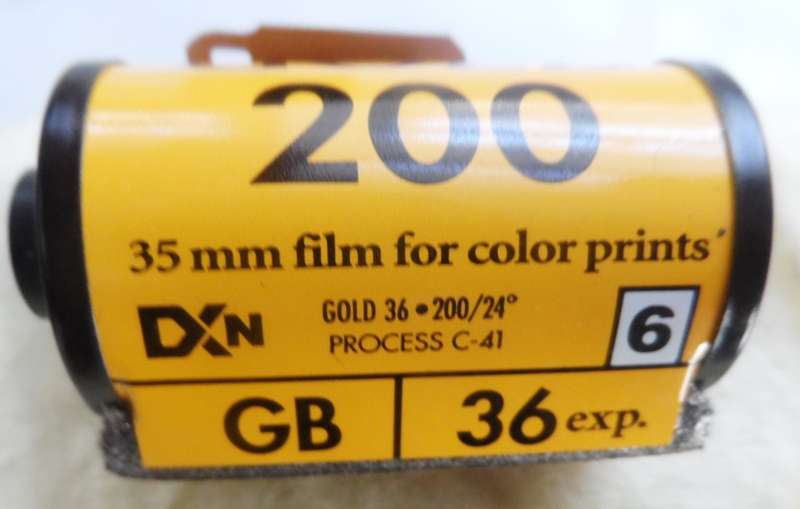 200
35 mm film for color prints
DXN
GOLD 36 • 200/24°
PROCESS C-41
6
GB
36 exp.